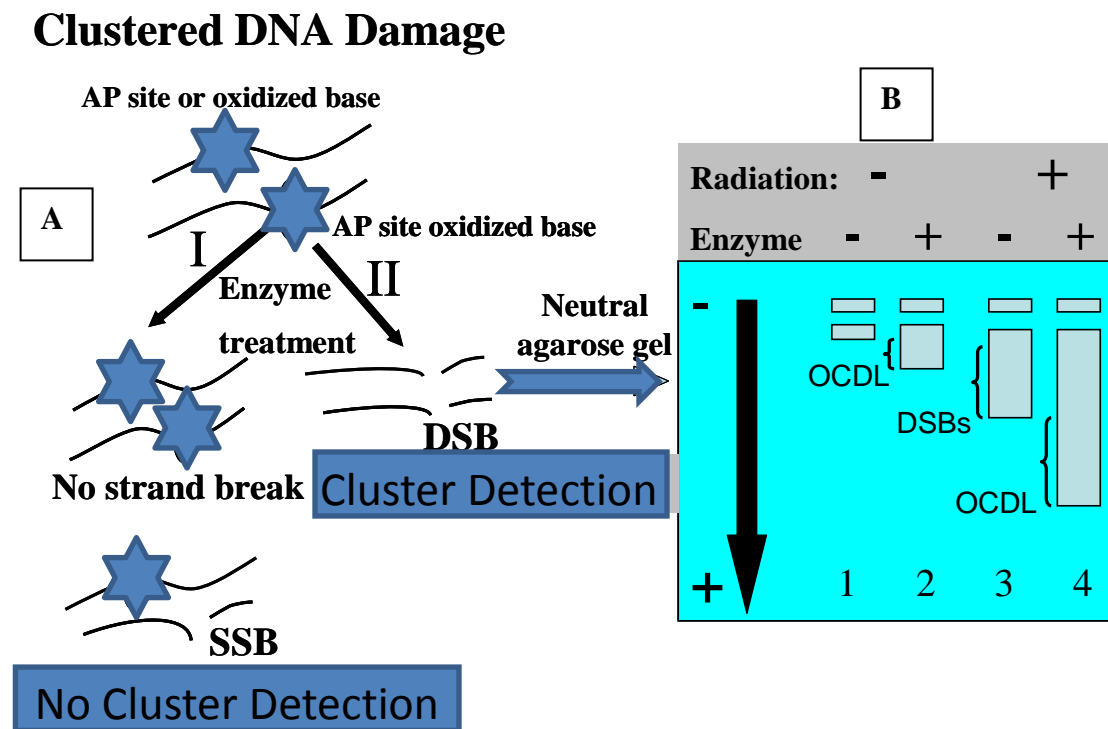 Clustered DNA Damage
AP site or oxidized base
A
AP site oxidized base
I
II
Enzyme
treatment
No strand break
DSB
Cluster Detection
SSB
No Cluster Detection
Neutral
agarose gel
B
Radiation: - +
Enzyme - + - +
-
OCDL
DSBs
OCDL
+ 1 2 3 4